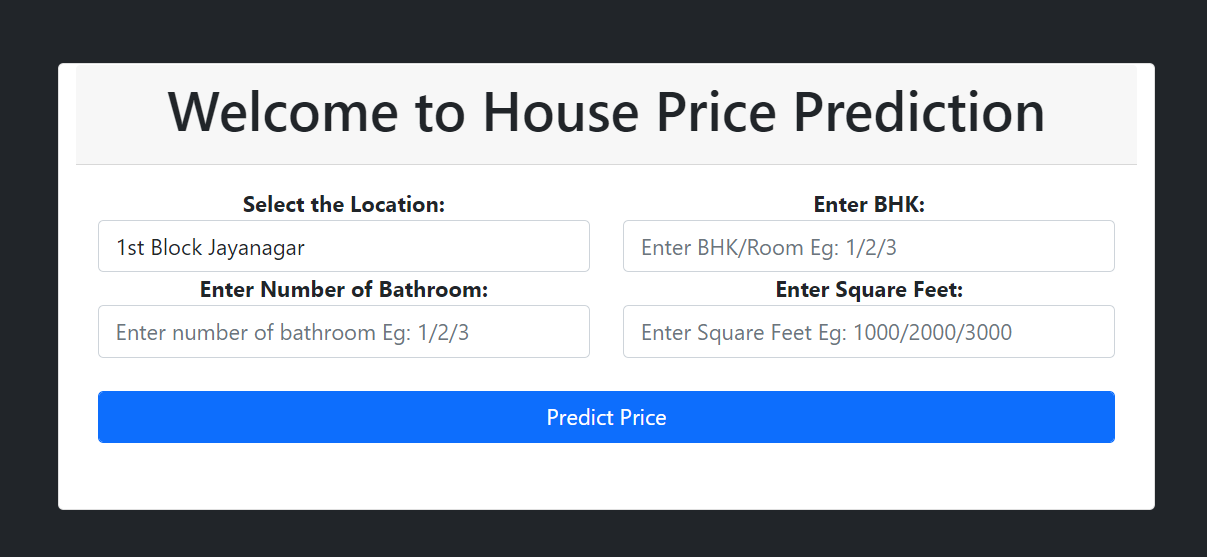 Welcome to House Price Prediction
Select the Location:
Enter BHK:
1st Block Jayanagar
Enter BHK/Room Eg: 1/2/3
Enter Number of Bathroom:
Enter Square Feet:
Enter number of bathroom Eg: 1/2/3
Enter Square Feet Eg: 1000/2000/3000
Predict Price